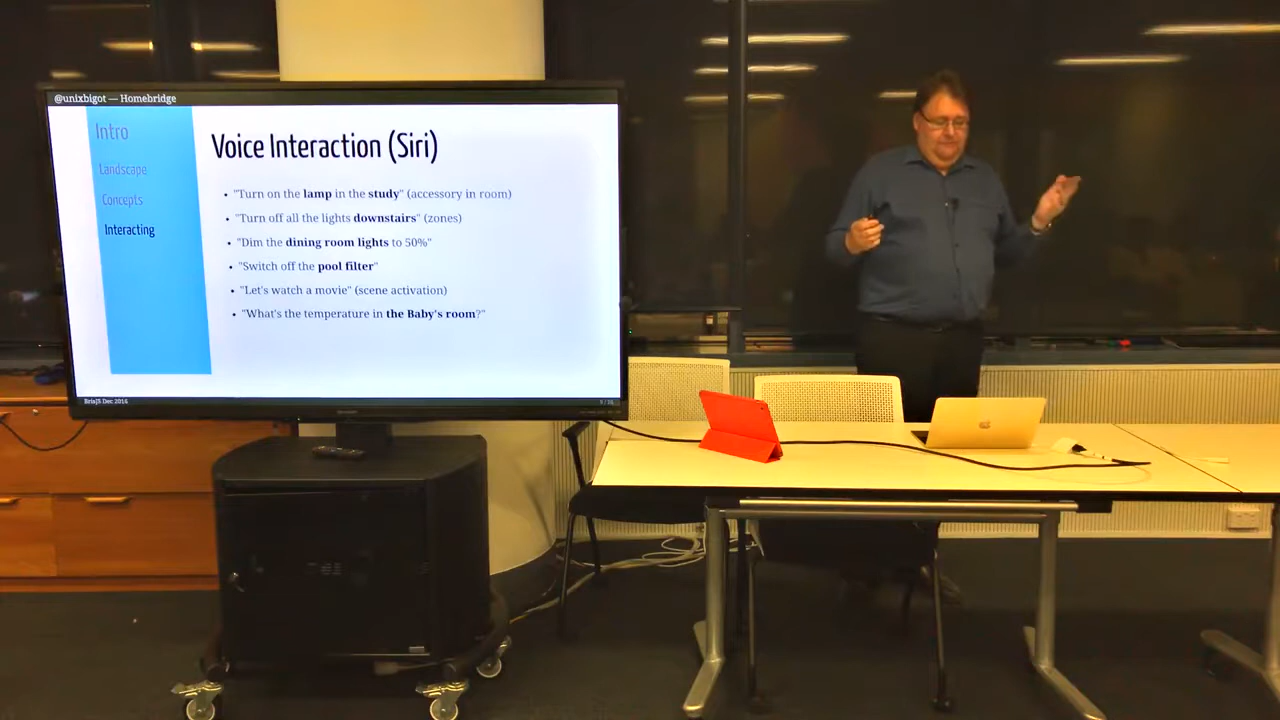 @unixbigot — Homebridge
Intro
Landscape
Concepts
Interacting
Voice Interaction (Siri)
• "Turn on the lamp in the study" (accessory in room)
• "Turn off all the lights downstairs" (zones)
• "Dim the dining room lights to 50%"
• "Switch off the pool filter"
• "Let's watch a movie" (scene activation)
• "What's the temperature in the Baby's room?"
BrisJS Dec 2016